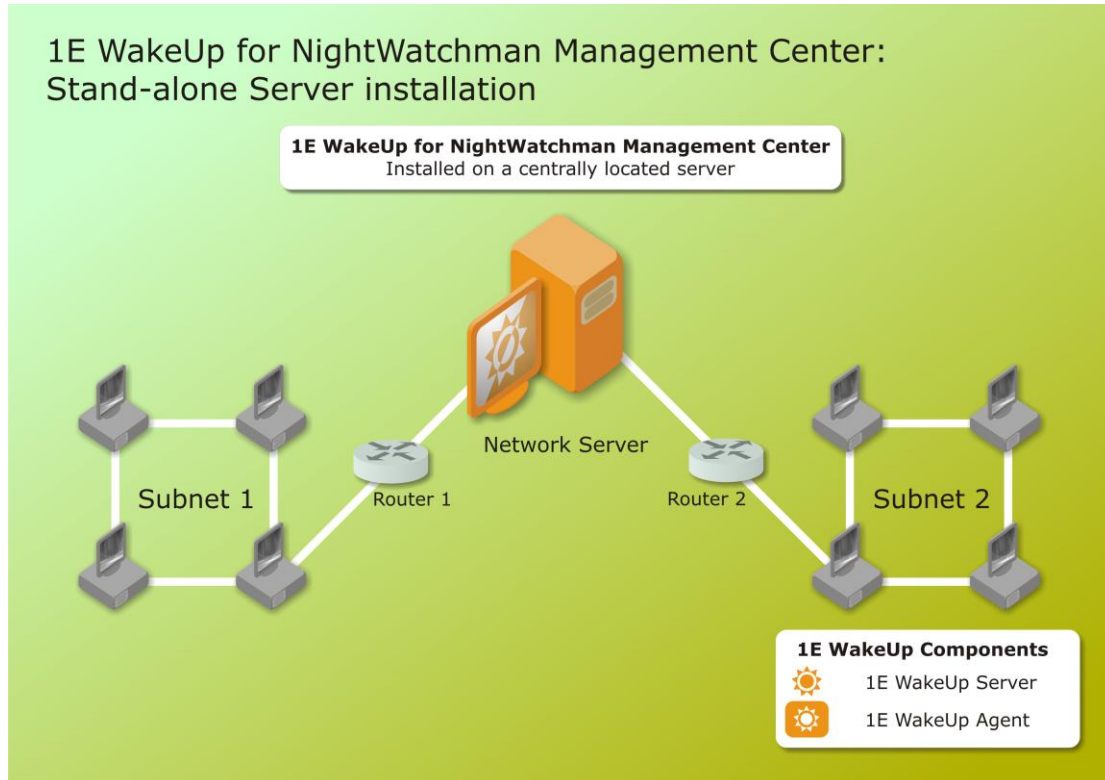 1E WakeUp for NightWatchman Management Center:
Stand-alone Server installation
1E WakeUp for NightWatchman Management Center
Installed on a centrally located server
Network Server
Subnet 1
Router 1
Router 2
Subnet 2
1E WakeUp Components
1E WakeUp Server
1E WakeUp Agent